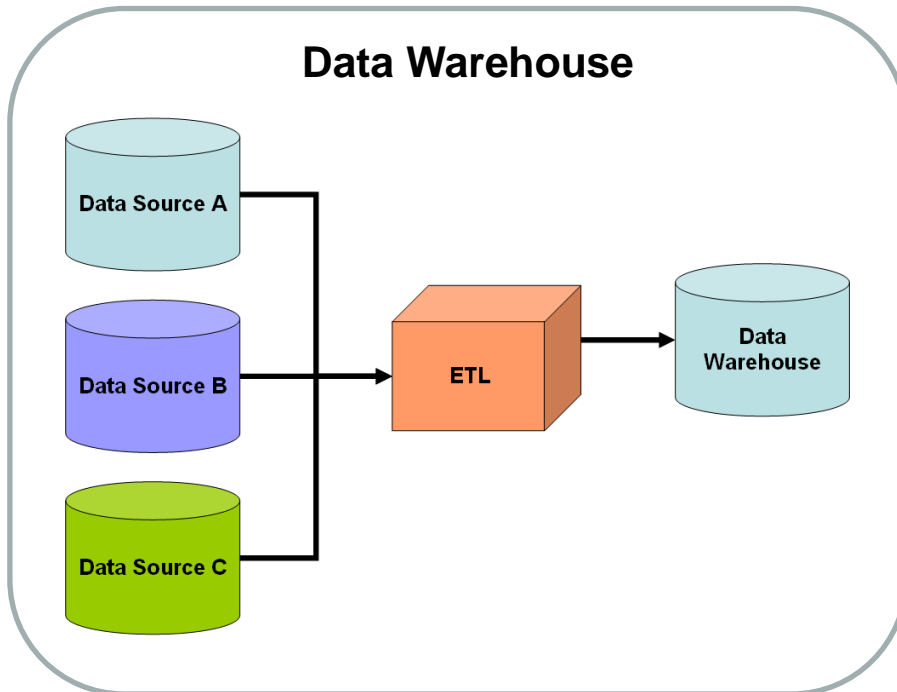 Data Warehouse
Data Source A
Data Source B
Data Source C
ETL
Data
Warehouse